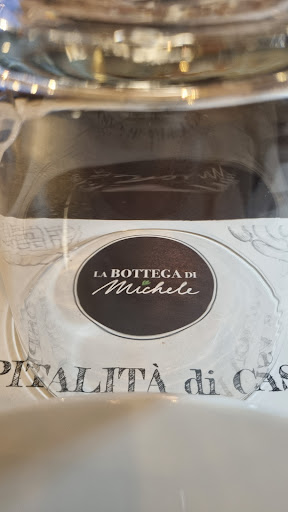 LA BOTTEGA DI
Michele
PITALITÀ di CAS